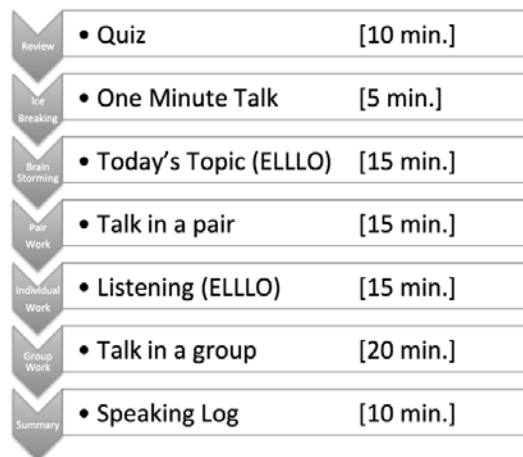 Review
• Quiz [10 min.]
Ice
Breaking
• One Minute Talk [5 min.]
Brain
Storming
• Today's Topic (ELLLO) [15 min.]
Pair
Work
• Talk in a pair [15 min.]
Individual
Work
• Listening (ELLLO) [15 min.]
Group
Work
• Talk in a group [20 min.]
Summary
• Speaking Log [10 min.]